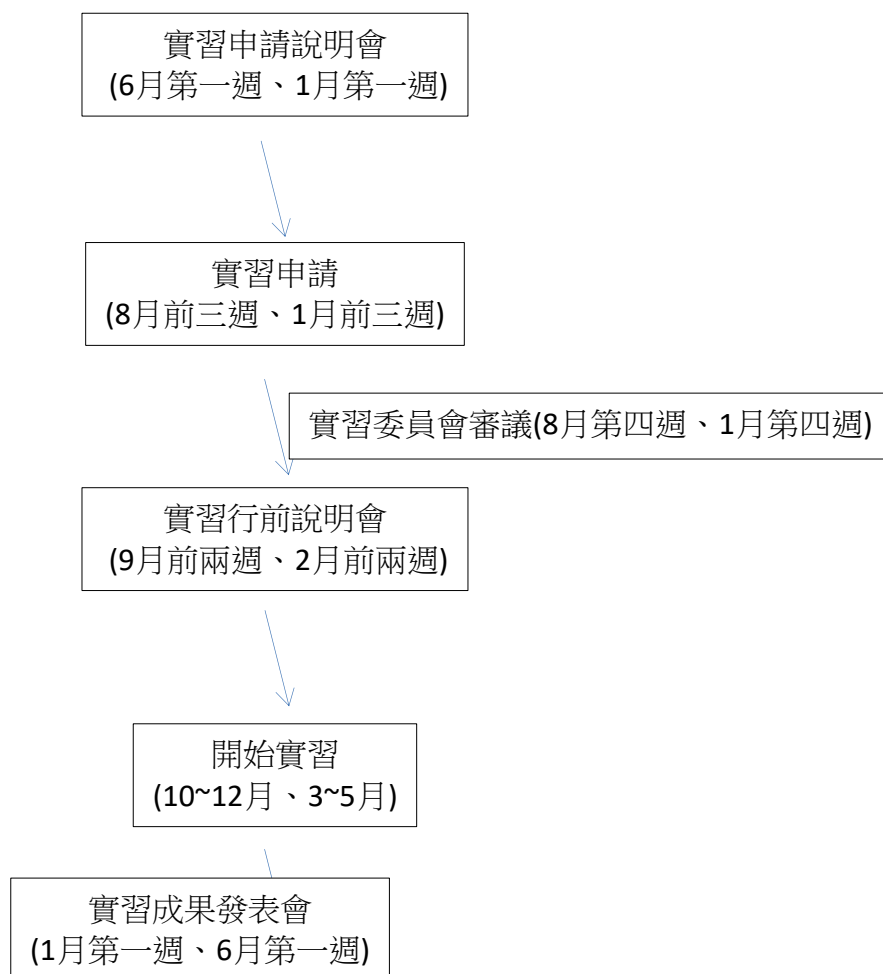 實習申請說明會
(6月第一週、1月第一週)
實習申請
(8月前三週、1月前三週)
實習委員會審議(8月第四週、1月第四週)
實習行前說明會
(9月前兩週、2月前兩週)
開始實習
(10~12月、3~5月)
實習成果發表會
(1月第一週、6月第一週)